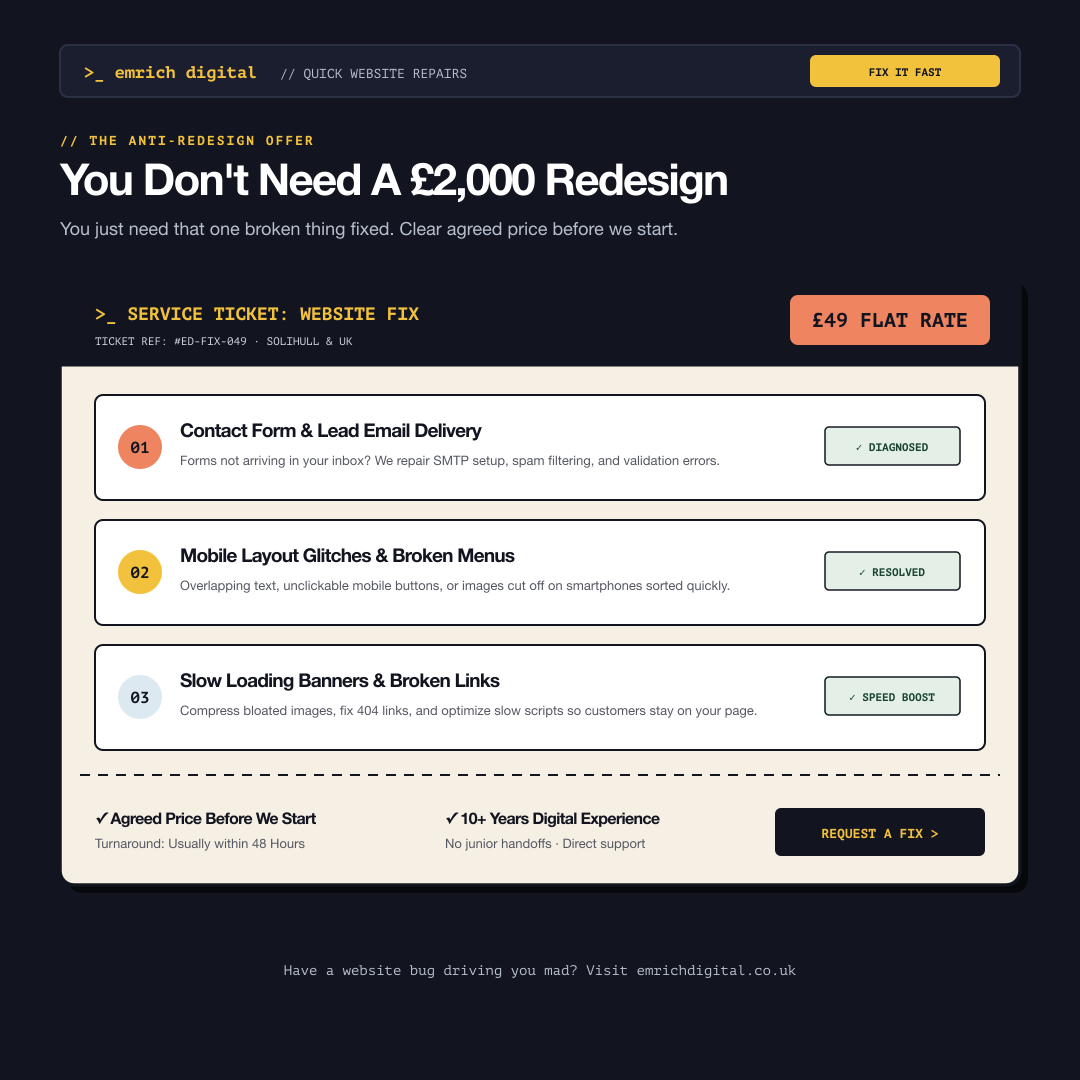 >_ emrich digital // QUICK WEBSITE REPAIRS FIX IT FAST
// THE ANTI-REDESIGN OFFER
You Don't Need A £2,000 Redesign
You just need that one broken thing fixed. Clear agreed price before we start.
>_ SERVICE TICKET: WEBSITE FIX
TICKET REF: #ED-FIX-049 · SOLIHULL & UK
£49 FLAT RATE
01
Contact Form & Lead Email Delivery
Forms not arriving in your inbox? We repair SMTP setup, spam filtering, and validation errors.
✓ DIAGNOSED
02
Mobile Layout Glitches & Broken Menus
Overlapping text, unclickable mobile buttons, or images cut off on smartphones sorted quickly.
✓ RESOLVED
03
Slow Loading Banners & Broken Links
Compress bloated images, fix 404 links, and optimize slow scripts so customers stay on your page.
✓ SPEED BOOST
✓ Agreed Price Before We Start
Turnaround: Usually within 48 Hours
✓ 10+ Years Digital Experience
No junior handoffs · Direct support
REQUEST A FIX >
Have a website bug driving you mad? Visit emrichdigital.co.uk